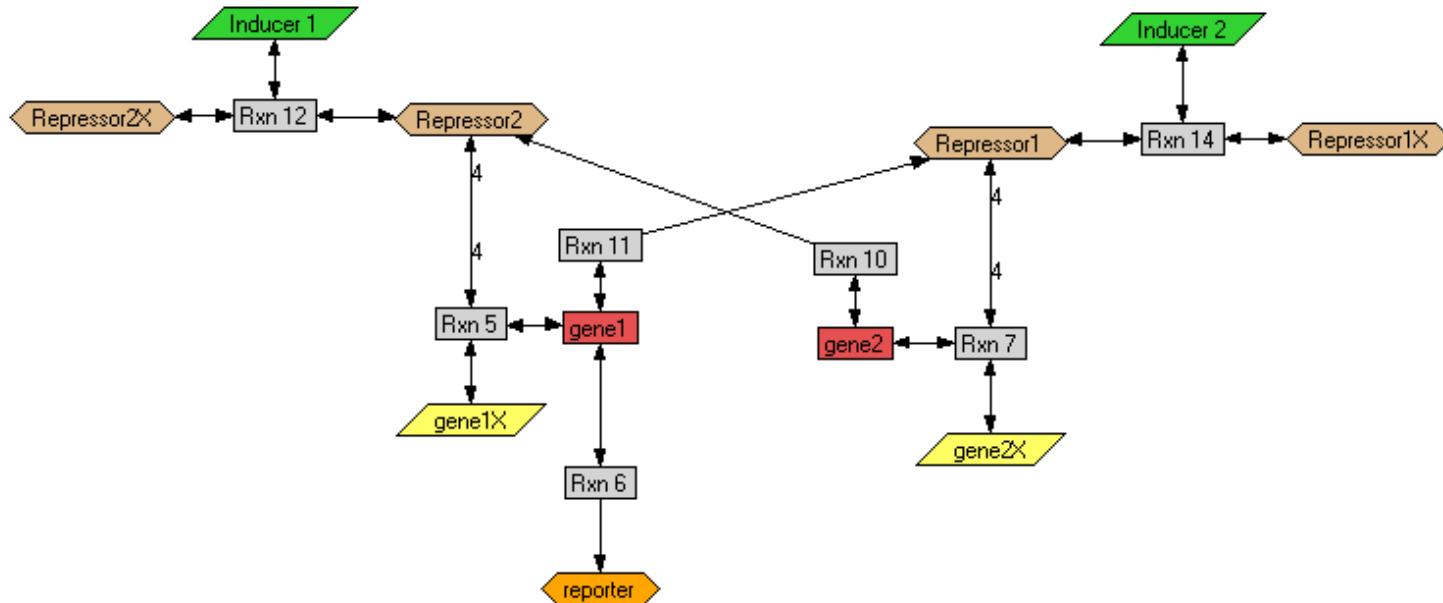 Inducer 1
Inducer 2
Repressor2X
Rxn 12
Repressor2
Repressor1
Rxn 14
Repressor1X
4
4
4
4
Rxn 11
Rxn 10
Rxn 5
gene1
gene2
Rxn 7
gene1X
gene2X
Rxn 6
reporter